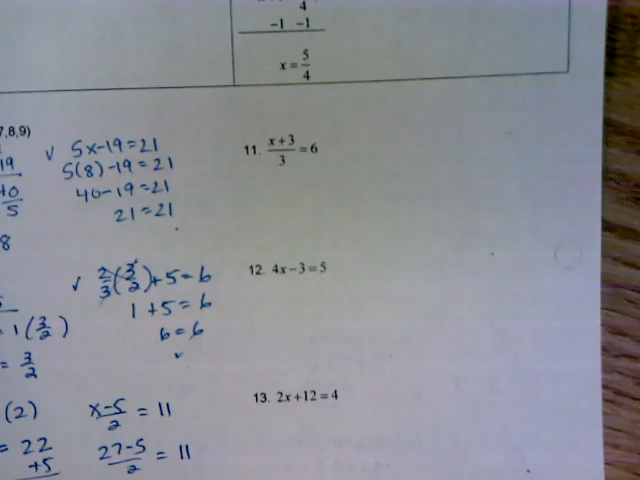 4
-1 -1
x = 5/4
7,8,9)
19
40/5
8
✓ 5x-19=21
5(8)-19=21
40-19=21
21=21
11. (x+3)/3 = 6
= 1 (3/2)
= 3/2
✓ 2/3(3/2)+5=6
1+5=6
6=6
✓
12. 4x-3=5
(2)
= 22
+5
x-5/2 = 11
27-5/2 = 11
13. 2x+12=4